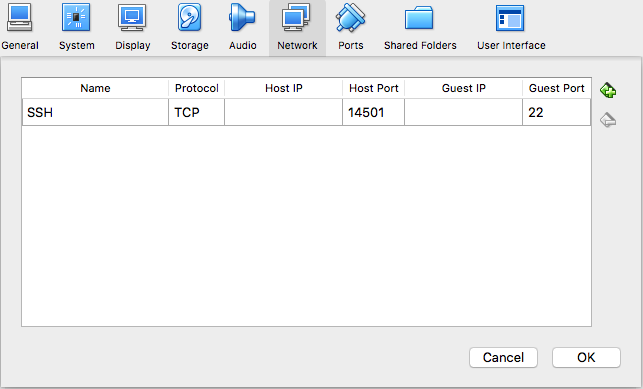 General System Display Storage Audio Network Ports Shared Folders User Interface
Name Protocol Host IP Host Port Guest IP Guest Port
SSH TCP 14501 22
Cancel OK